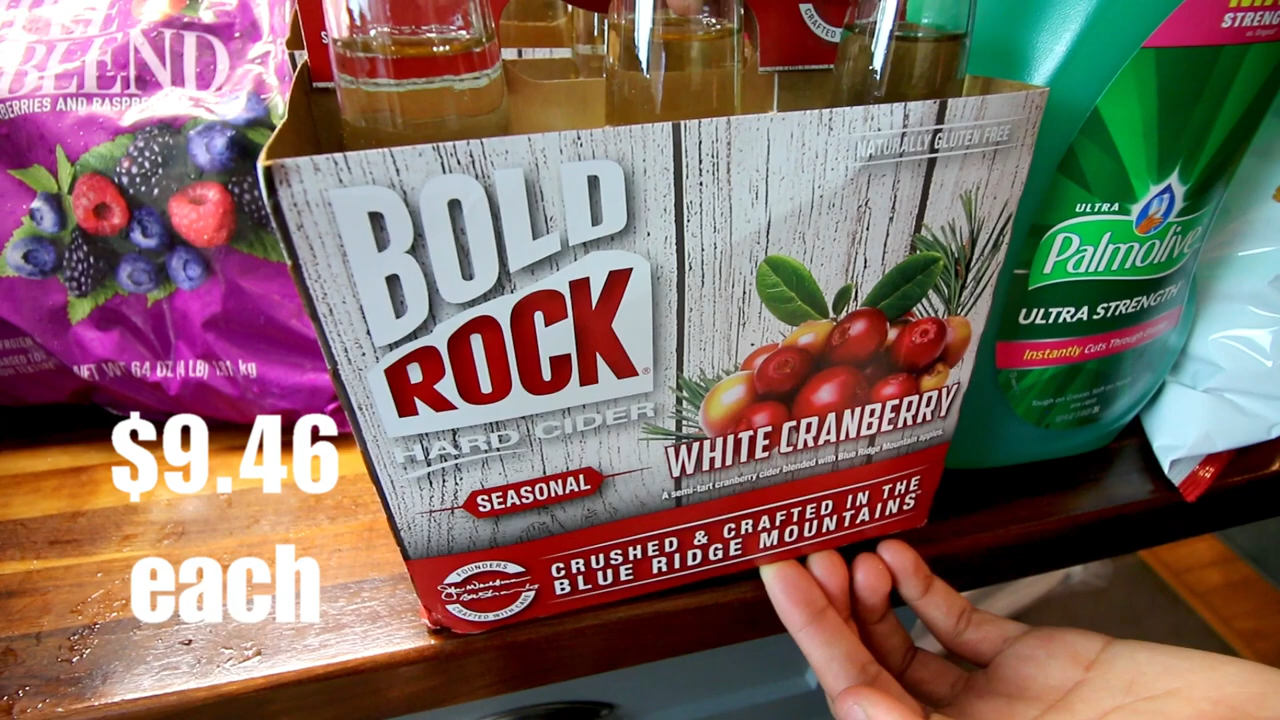 BLEND
BERRIES AND RASPBERRIES
NET WT 64 OZ (4 LB) 1.81 kg
$9.46
each
CRAFTED
NATURALLY GLUTEN FREE
BOLD
ROCK®
HARD CIDER
SEASONAL
WHITE CRANBERRY
A semi-tart cranberry cider blended with Blue Ridge Mountain apples.
CRUSHED & CRAFTED IN THE
BLUE RIDGE MOUNTAINS
FOUNDERS
CRAFTED WITH CARE
STRENG
ULTRA
Palmolive
ULTRA STRENGTH
Instantly Cuts Through Grease